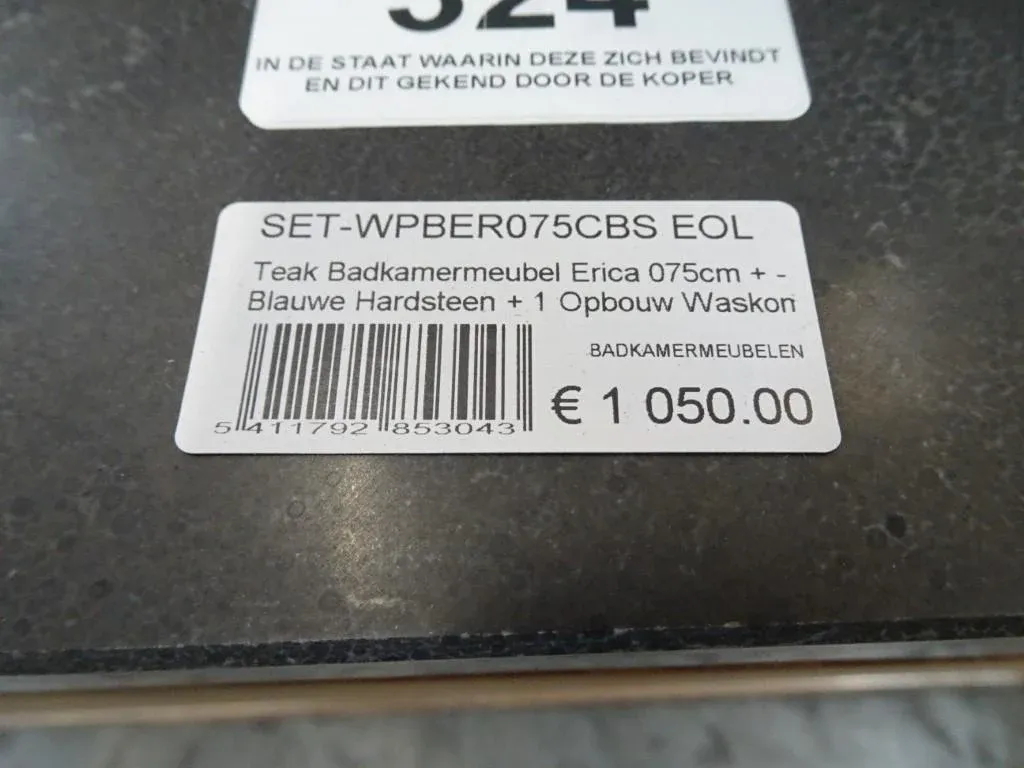 324
IN DE STAAT WAARIN DEZE ZICH BEVINDT
EN DIT GEKEND DOOR DE KOPER
SET-WPBER075CBS EOL
Teak Badkamermeubel Erica 075cm + -
Blauwe Hardsteen + 1 Opbouw Waskom
BADKAMERMEUBELEN
€ 1 050.00
5 411792 853043